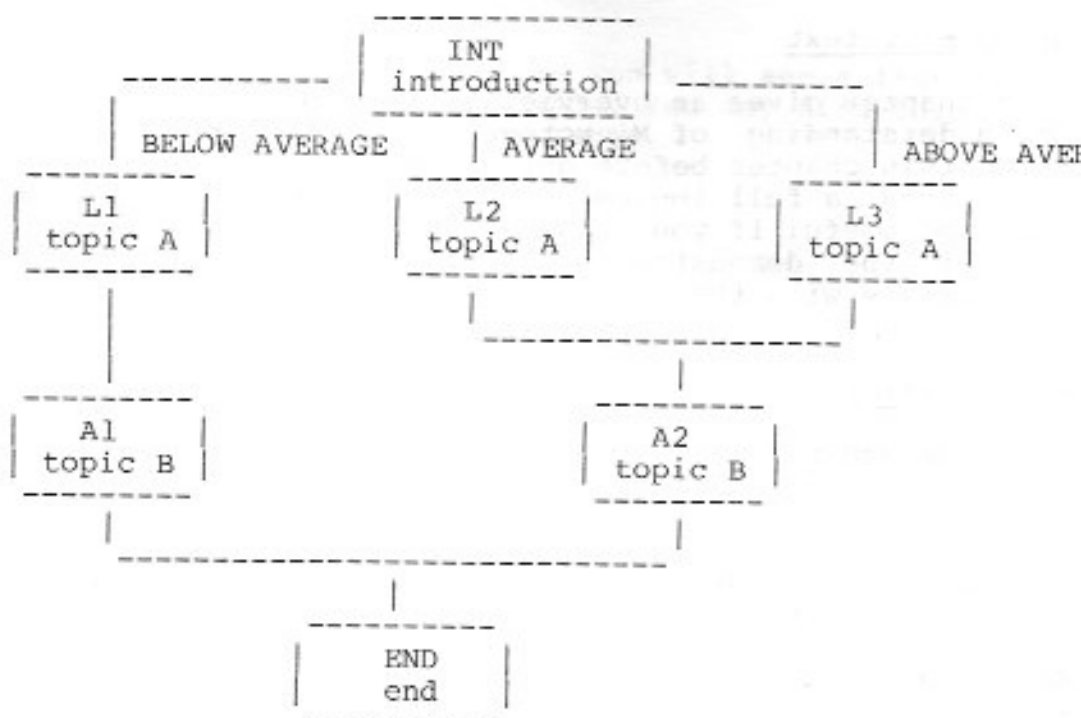 INT
introduction
BELOW AVERAGE
AVERAGE
ABOVE AVE
L1
topic A
L2
topic A
L3
topic A
A1
topic B
A2
topic B
END
end